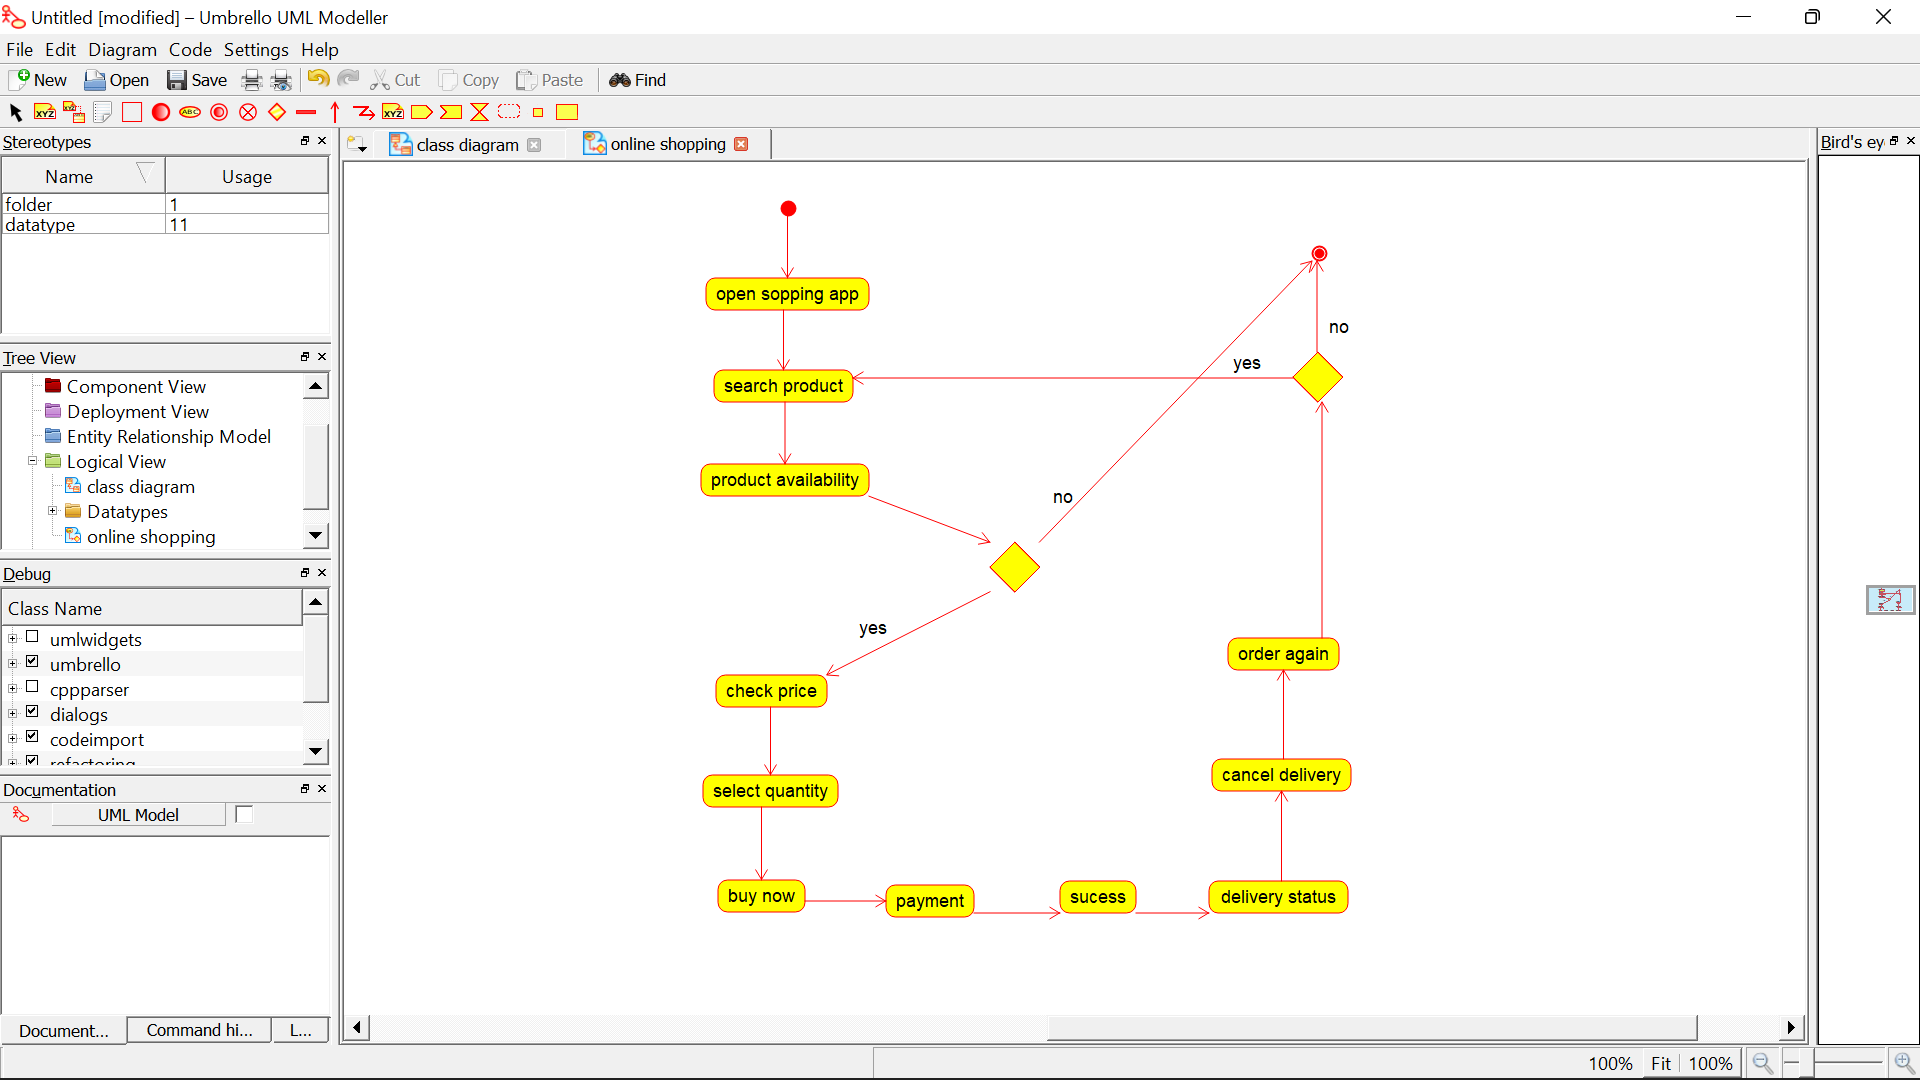 Untitled [modified] – Umbrello UML Modeller
File Edit Diagram Code Settings Help
New Open Save Cut Copy Paste Find
XYZ XYZ ABC XYZ
Stereotypes
Name Usage
folder 1
datatype 11
Tree View
Component View
Deployment View
Entity Relationship Model
Logical View
class diagram
Datatypes
online shopping
Debug
Class Name
umlwidgets
umbrello
cppparser
dialogs
codeimport
refactoring
Documentation
UML Model
Document...
Command hi...
L...
class diagram
online shopping
open sopping app
search product
product availability
no
yes
no
yes
check price
select quantity
buy now
payment
sucess
delivery status
cancel delivery
order again
Bird's ey
100% Fit 100%